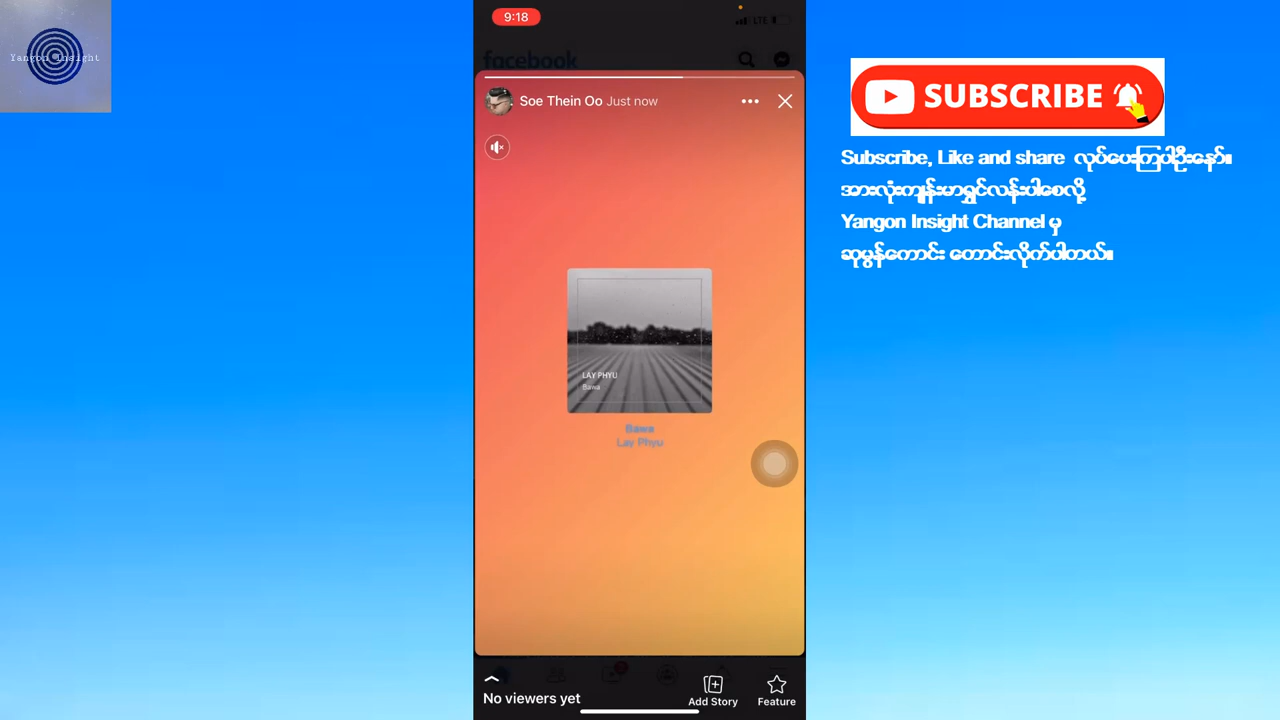 Yangon Insight
9:18
LTE
facebook
Soe Thein Oo Just now
LAY PHYU
Bawa
Bawa
Lay Phyu
No viewers yet
Add Story
Feature
SUBSCRIBE
Subscribe, Like and share လုပ်ပေးကြပါဦးနော်။
အားလုံးကျန်းမာရွှင်လန်းပါစေလို့
Yangon Insight Channel မှ
ဆုမွန်ကောင်း တောင်းလိုက်ပါတယ်။